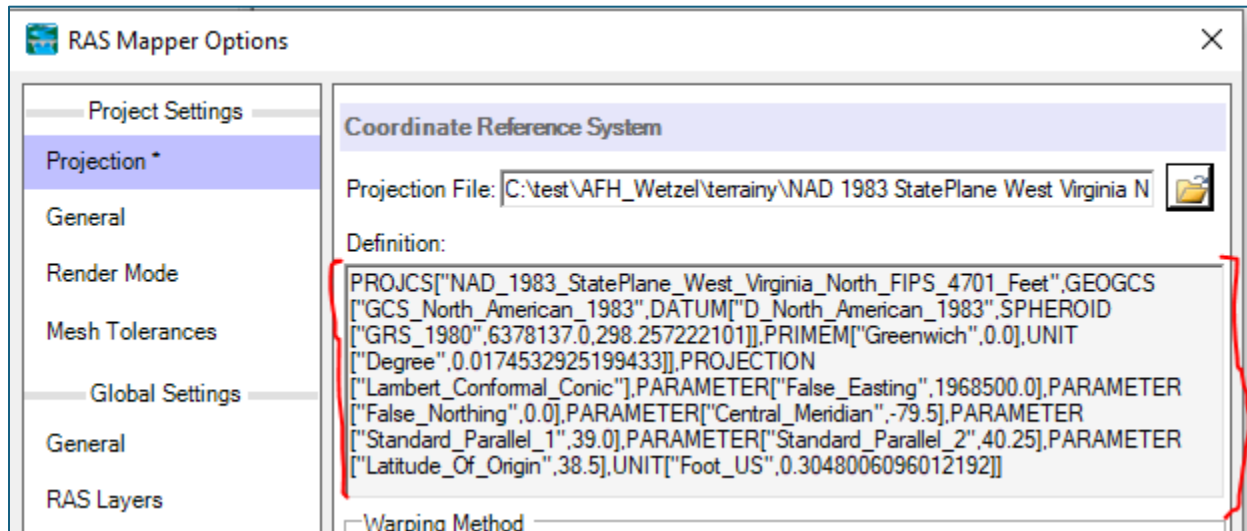 RAS Mapper Options
Project Settings
Projection *
General
Render Mode
Mesh Tolerances
Global Settings
General
RAS Layers
Coordinate Reference System
Projection File: C:\test\AFH_Wetzel\terrainy\NAD 1983 StatePlane West Virginia N
Definition:
PROJCS["NAD_1983_StatePlane_West_Virginia_North_FIPS_4701_Feet",GEOGCS
["GCS_North_American_1983",DATUM["D_North_American_1983",SPHEROID
["GRS_1980",6378137.0,298.257222101]],PRIMEM["Greenwich",0.0],UNIT
["Degree",0.0174532925199433]],PROJECTION
["Lambert_Conformal_Conic"],PARAMETER["False_Easting",1968500.0],PARAMETER
["False_Northing",0.0],PARAMETER["Central_Meridian",-79.5],PARAMETER
["Standard_Parallel_1",39.0],PARAMETER["Standard_Parallel_2",40.25],PARAMETER
["Latitude_Of_Origin",38.5],UNIT["Foot_US",0.3048006096012192]]
Warping Method